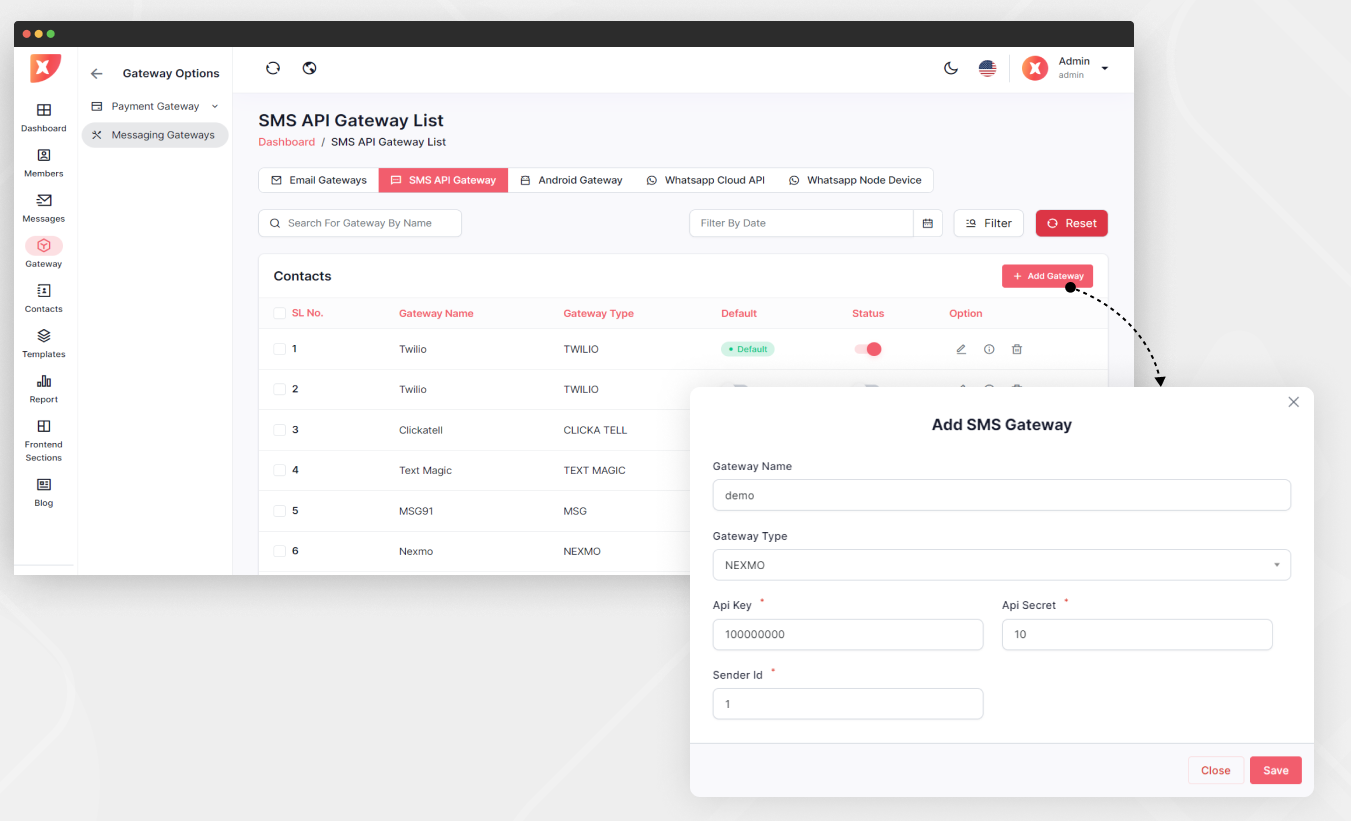 Gateway Options
Admin
admin
Payment Gateway
Messaging Gateways
Dashboard
Members
Messages
Gateway
Contacts
Templates
Report
Frontend
Sections
Blog
SMS API Gateway List
Dashboard / SMS API Gateway List
Email Gateways SMS API Gateway Android Gateway Whatsapp Cloud API Whatsapp Node Device
Search For Gateway By Name Filter By Date Filter Reset
Contacts + Add Gateway
SL No. Gateway Name Gateway Type Default Status Option
1 Twilio TWILIO Default
2 Twilio TWILIO
3 Clickatell CLICKA TELL
4 Text Magic TEXT MAGIC
5 MSG91 MSG
6 Nexmo NEXMO
Add SMS Gateway
Gateway Name
demo
Gateway Type
NEXMO
Api Key * Api Secret *
100000000 10
Sender Id *
1
Close Save